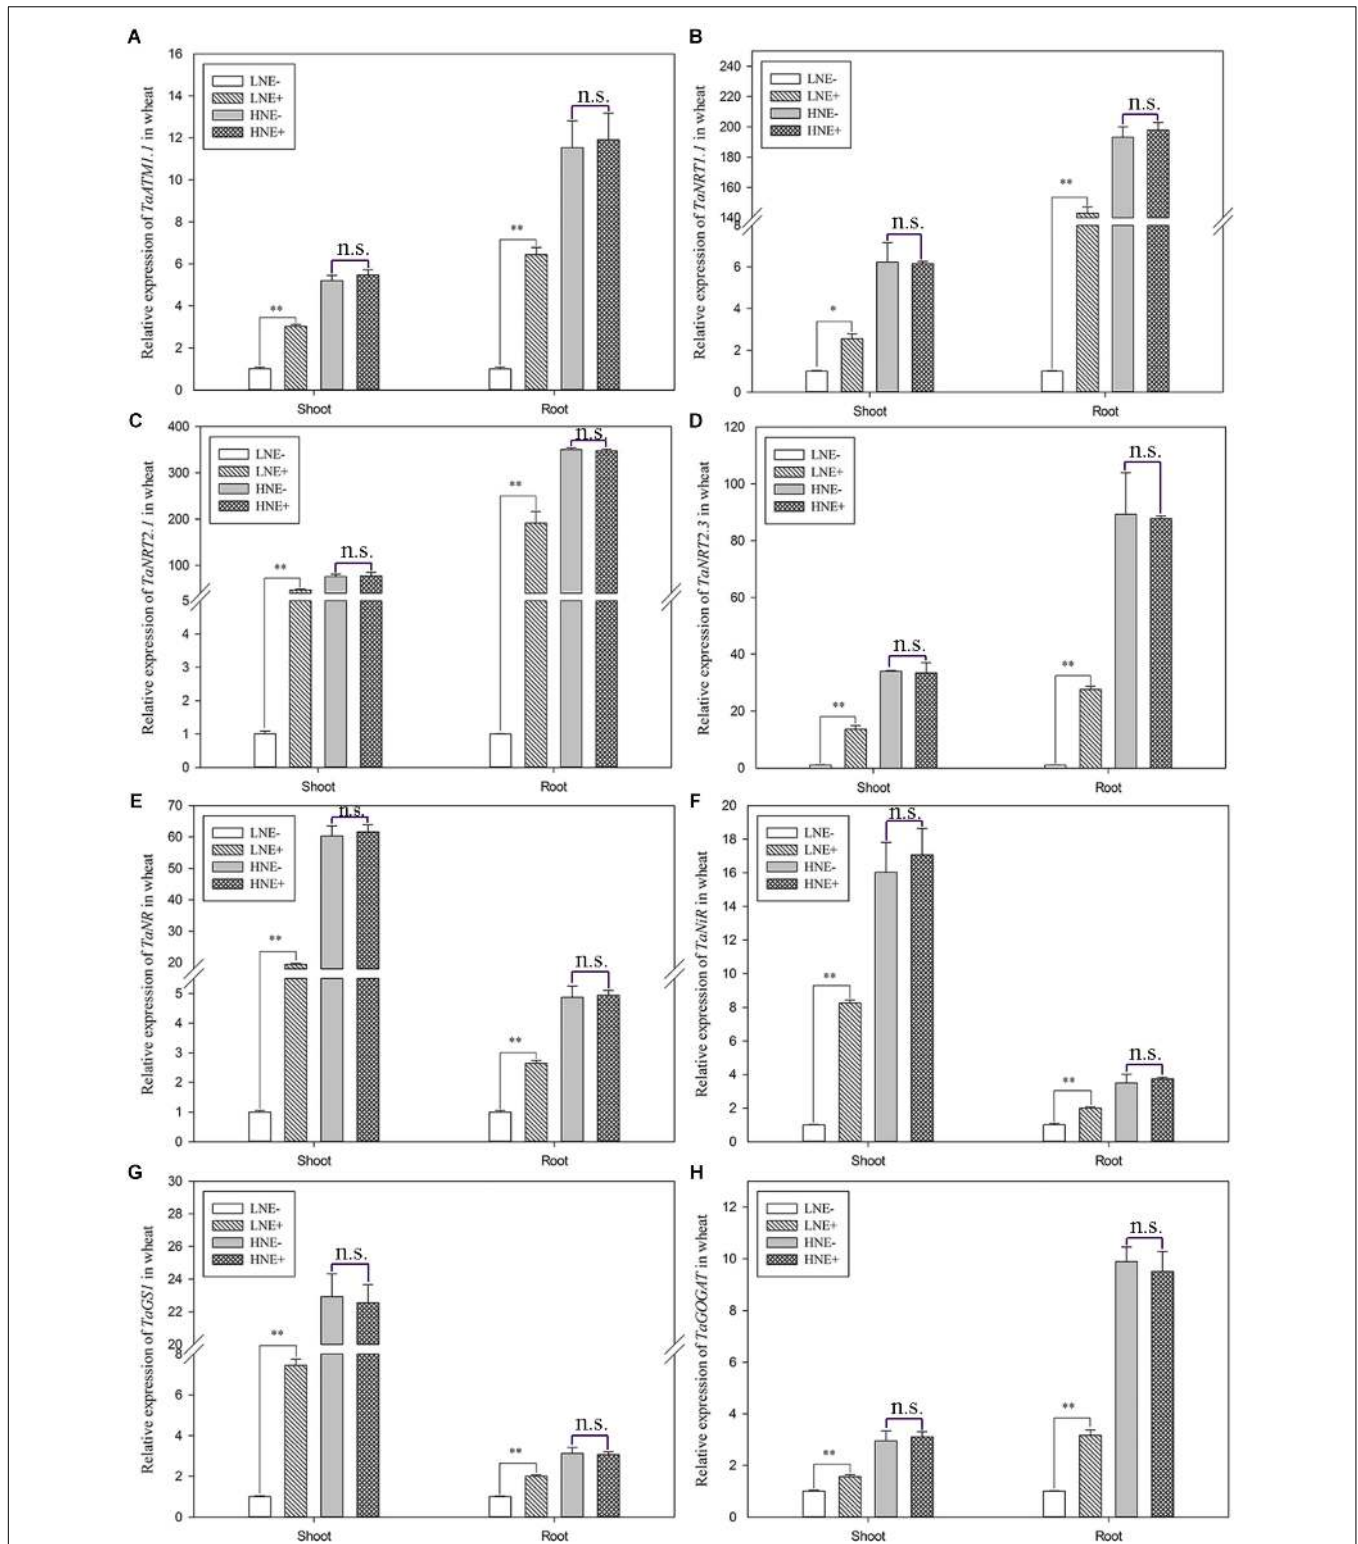 A
Relative expression of TaATM1.1 in wheat
16
14
12
10
8
6
4
2
0
LNE-
LNE+
HNE-
HNE+
**
n.s.
**
n.s.
Shoot
Root
B
Relative expression of TaNRT1.1 in wheat
240
220
200
180
160
140
8
6
4
2
0
LNE-
LNE+
HNE-
HNE+
*
n.s.
**
n.s.
Shoot
Root
C
Relative expression of TaNRT2.1 in wheat
400
300
200
100
5
4
3
2
1
0
LNE-
LNE+
HNE-
HNE+
**
n.s.
**
n.s.
Shoot
Root
D
Relative expression of TaNRT2.3 in wheat
120
100
80
60
40
20
0
LNE-
LNE+
HNE-
HNE+
**
n.s.
**
n.s.
Shoot
Root
E
Relative expression of TaNR in wheat
70
60
50
40
30
20
5
4
3
2
1
0
LNE-
LNE+
HNE-
HNE+
**
n.s.
**
n.s.
Shoot
Root
F
Relative expression of TaNiR in wheat
20
18
16
14
12
10
8
6
4
2
0
LNE-
LNE+
HNE-
HNE+
**
n.s.
**
n.s.
Shoot
Root
G
Relative expression of TaGS1 in wheat
30
28
26
24
22
20
8
6
4
2
0
LNE-
LNE+
HNE-
HNE+
**
n.s.
**
n.s.
Shoot
Root
H
Relative expression of TaGOGAT in wheat
12
10
8
6
4
2
0
LNE-
LNE+
HNE-
HNE+
**
n.s.
**
n.s.
Shoot
Root